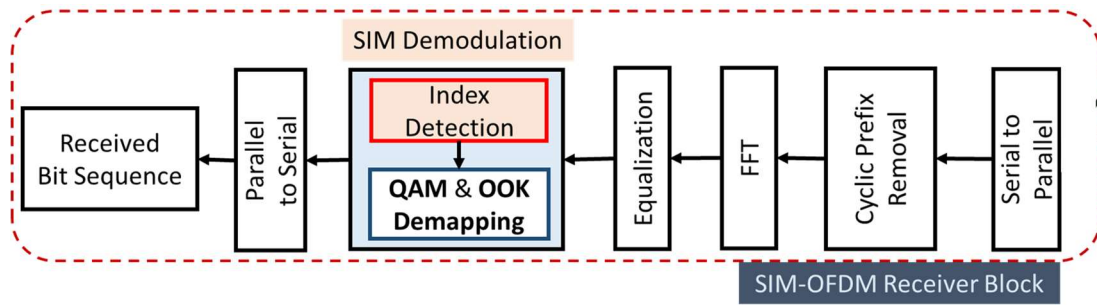 SIM Demodulation
Received
Bit Sequence
Parallel
to Serial
Index
Detection
QAM & OOK
Demapping
Equalization
FFT
Cyclic Prefix
Removal
Serial to
Parallel
SIM-OFDM Receiver Block